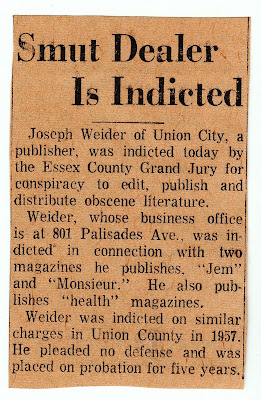 Smut Dealer
Is Indicted
Joseph Weider of Union City, a
publisher, was indicted today by
the Essex County Grand Jury for
conspiracy to edit, publish and
distribute obscene literature.
Weider, whose business office
is at 801 Palisades Ave., was in-
dicted in connection with two
magazines he publishes. "Jem"
and "Monsieur." He also pub-
lishes "health" magazines.
Weider was indicted on similar
charges in Union County in 1957.
He pleaded no defense and was
placed on probation for five years.